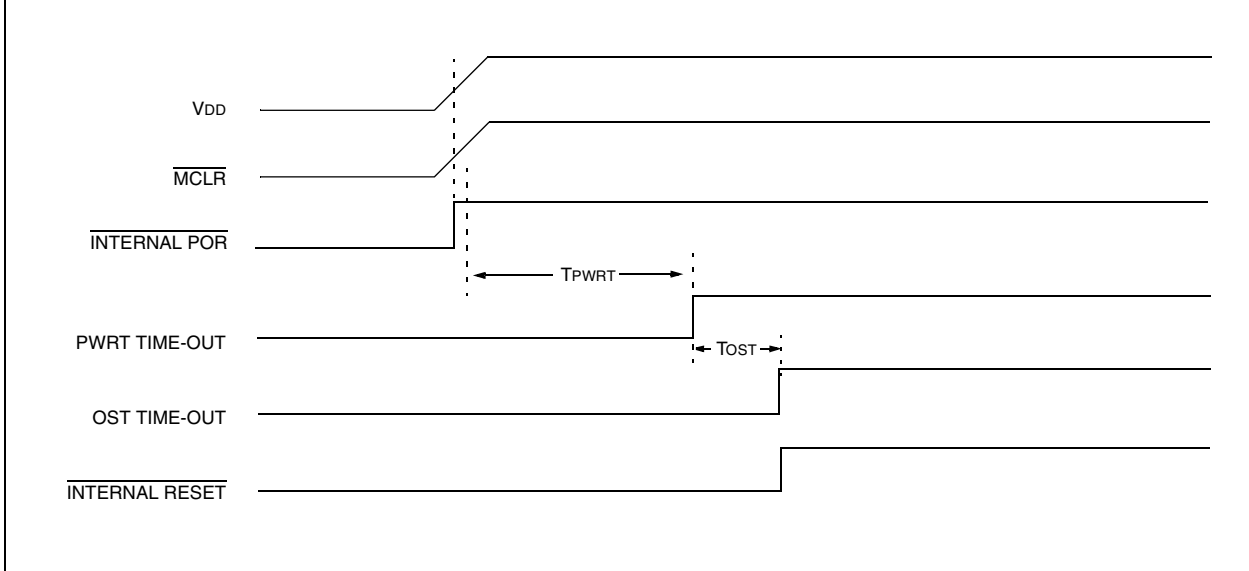 VDD
MCLR
INTERNAL POR
TPWRT
PWRT TIME-OUT
TOST
OST TIME-OUT
INTERNAL RESET